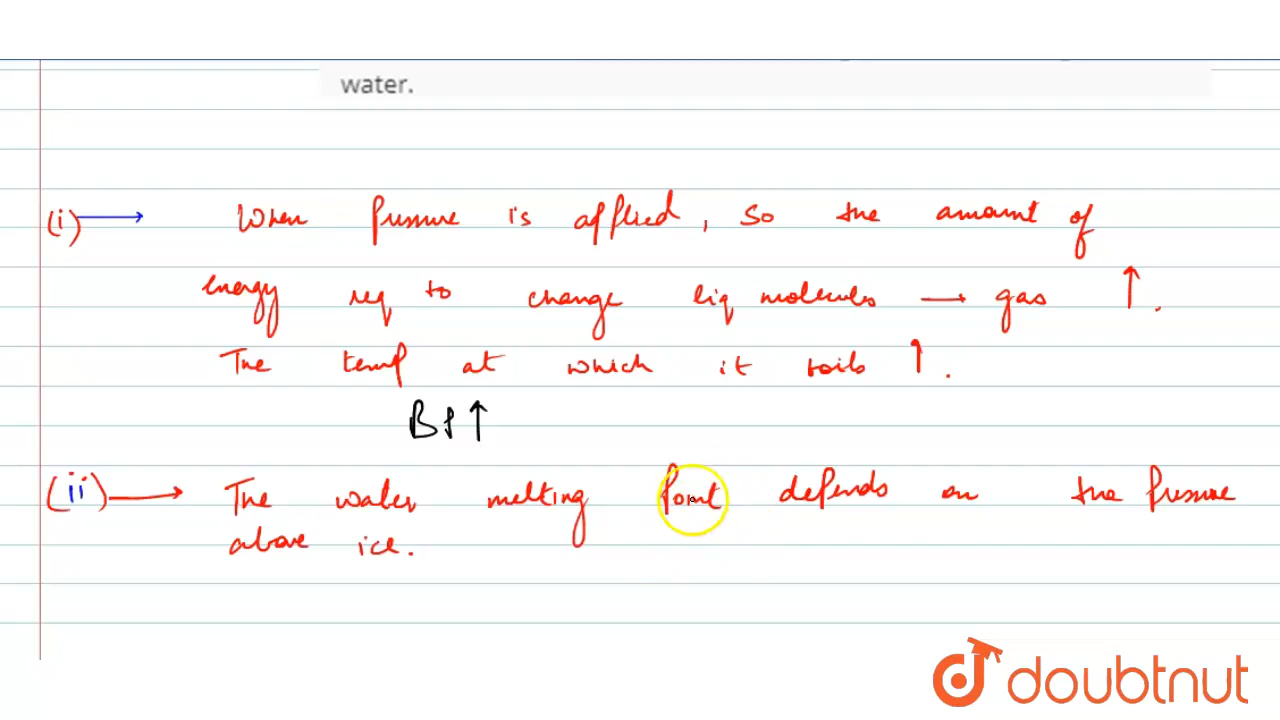 water.
(i) → When pressure is applied, so the amount of
energy req to change liq molecules → gas ↑.
The temp at which it boils ↑.
BP ↑
(ii) → The water melting point depends on the pressure
above ice.
doubtnut